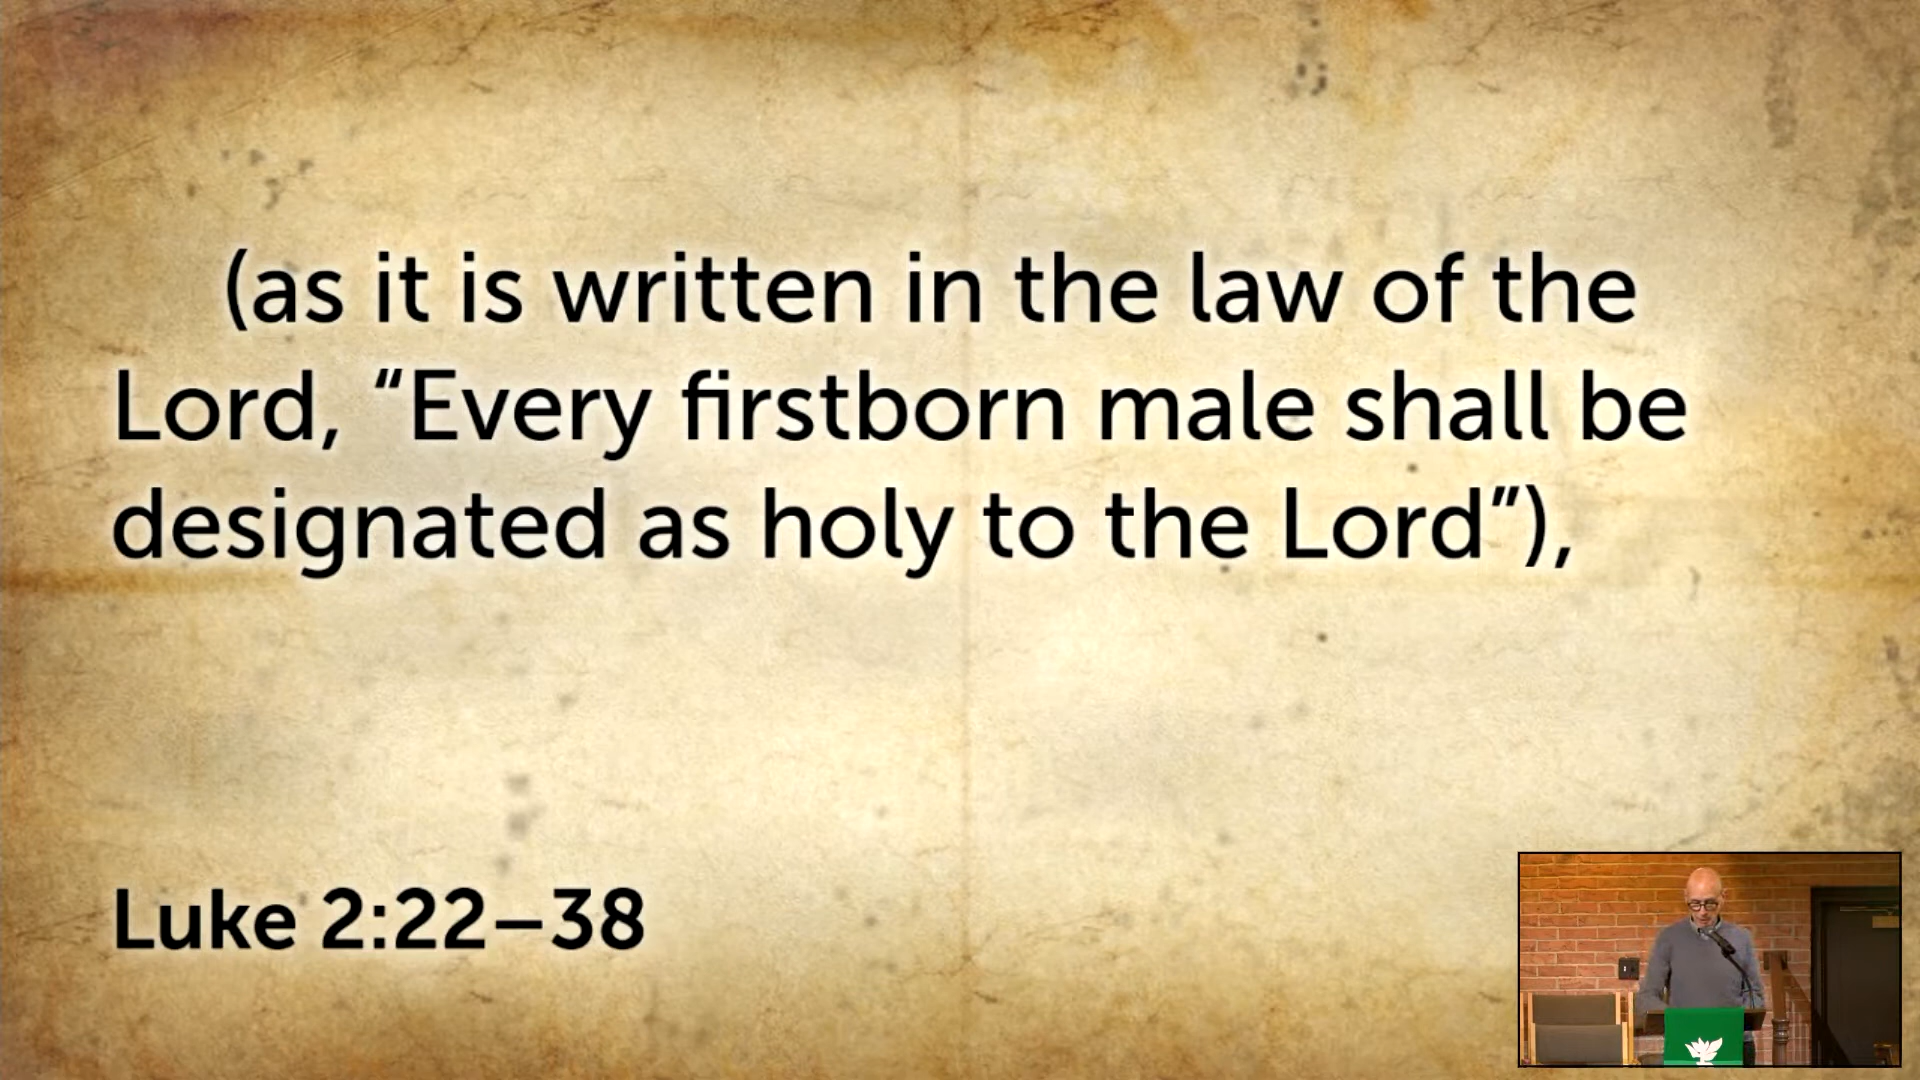 (as it is written in the law of the
Lord, “Every firstborn male shall be
designated as holy to the Lord”),
Luke 2:22–38